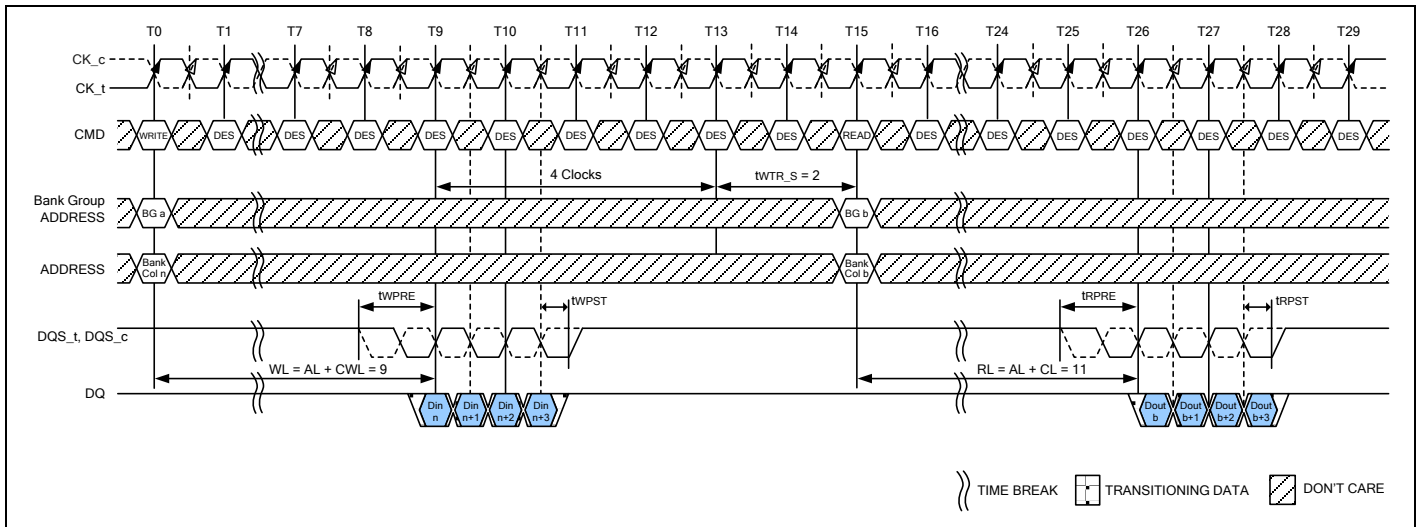 T0 T1 T7 T8 T9 T10 T11 T12 T13 T14 T15 T16 T24 T25 T26 T27 T28 T29
CK_c
CK_t
CMD WRITE DES DES DES DES DES DES DES DES DES READ DES DES DES DES DES DES DES
4 Clocks tWTR_S = 2
Bank Group
ADDRESS BG a BG b
ADDRESS Bank Col n Bank Col b
tWPRE tWPST tRPRE tRPST
DQS_t, DQS_c
WL = AL + CWL = 9 RL = AL + CL = 11
DQ
Din n Din n+1 Din n+2 Din n+3 Dout b Dout b+1 Dout b+2 Dout b+3
TIME BREAK TRANSITIONING DATA DON'T CARE